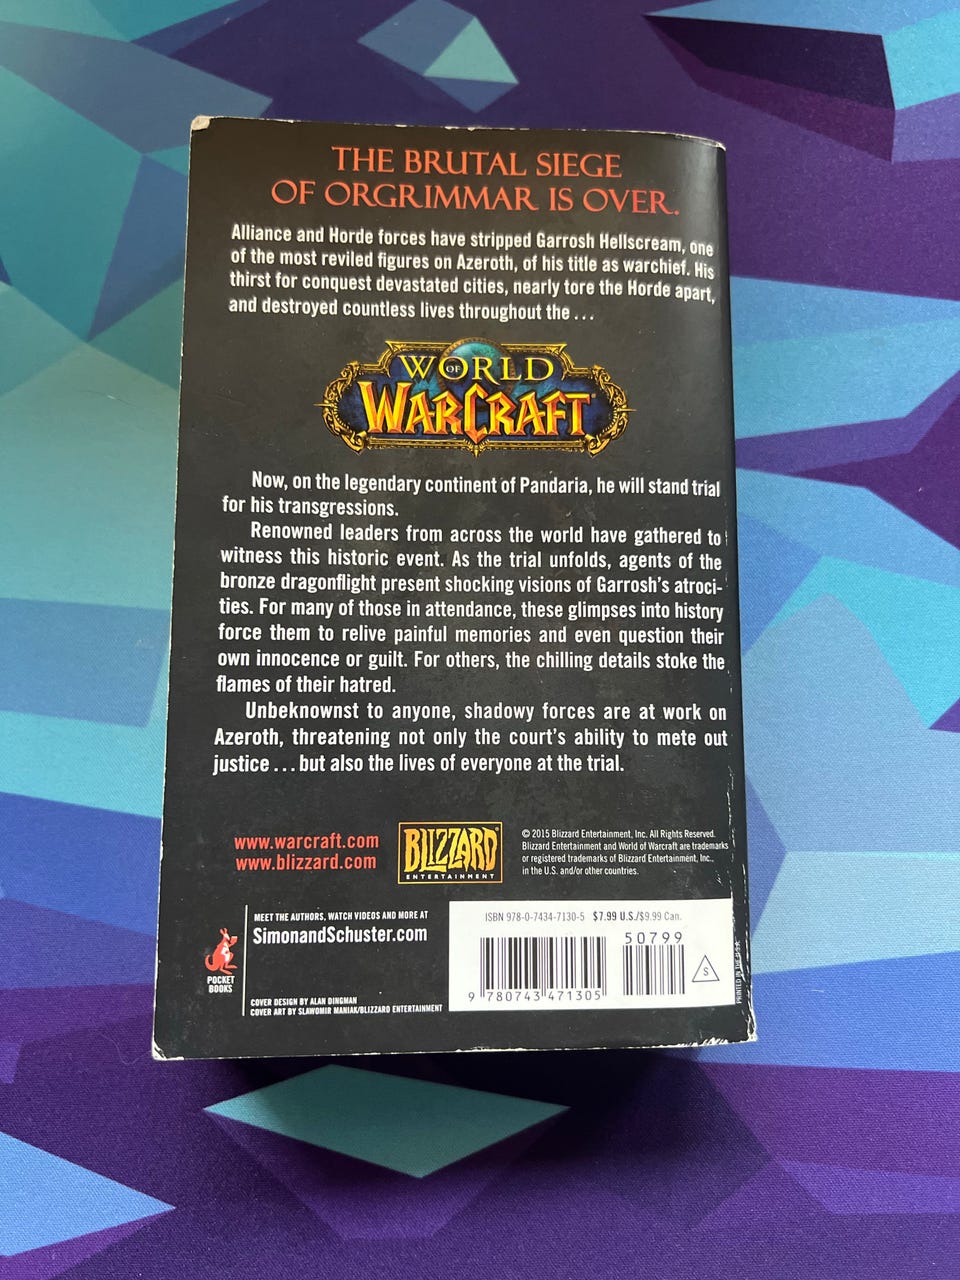 THE BRUTAL SIEGE
OF ORGRIMMAR IS OVER.
Alliance and Horde forces have stripped Garrosh Hellscream, one
of the most reviled figures on Azeroth, of his title as warchief. His
thirst for conquest devastated cities, nearly tore the Horde apart,
and destroyed countless lives throughout the . . .
WORLD
OF
WARCRAFT
Now, on the legendary continent of Pandaria, he will stand trial
for his transgressions.
Renowned leaders from across the world have gathered to
witness this historic event. As the trial unfolds, agents of the
bronze dragonflight present shocking visions of Garrosh's atroci-
ties. For many of those in attendance, these glimpses into history
force them to relive painful memories and even question their
own innocence or guilt. For others, the chilling details stoke the
flames of their hatred.
Unbeknownst to anyone, shadowy forces are at work on
Azeroth, threatening not only the court's ability to mete out
justice . . . but also the lives of everyone at the trial.
www.warcraft.com
www.blizzard.com
BLIZZARD
ENTERTAINMENT
© 2015 Blizzard Entertainment, Inc. All Rights Reserved.
Blizzard Entertainment and World of Warcraft are trademarks
or registered trademarks of Blizzard Entertainment, Inc.,
in the U.S. and/or other countries.
POCKET
BOOKS
MEET THE AUTHORS, WATCH VIDEOS AND MORE AT
SimonandSchuster.com
COVER DESIGN BY ALAN DINGMAN
COVER ART BY SLAWOMIR MANIAK/BLIZZARD ENTERTAINMENT
ISBN 978-0-7434-7130-5 $7.99 U.S./$9.99 Can.
50799
9 780743 471305
S
PRINTED IN THE U.S.A.